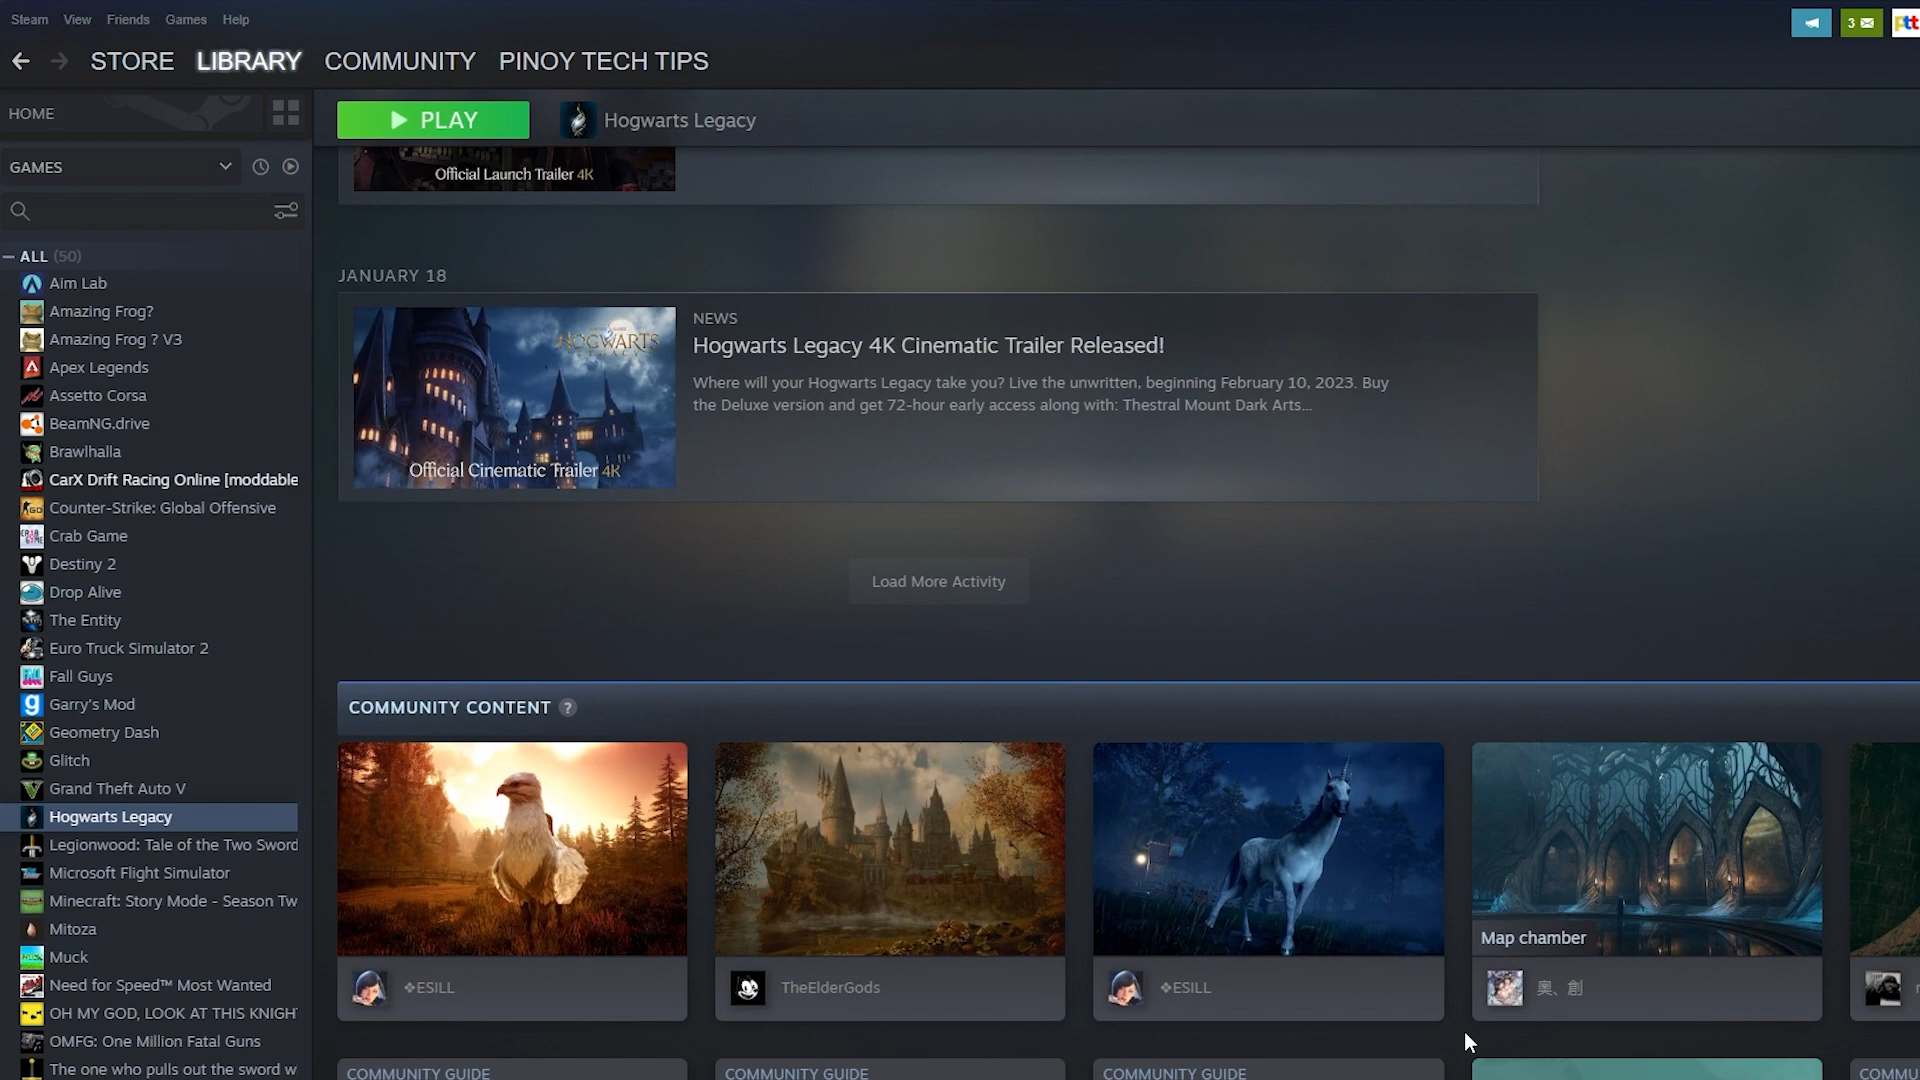 Steam View Friends Games Help
3
ptt
STORE LIBRARY COMMUNITY PINOY TECH TIPS
HOME
PLAY
Hogwarts Legacy
GAMES
Official Launch Trailer 4K
— ALL (50)
Aim Lab
Amazing Frog?
Amazing Frog ? V3
Apex Legends
Assetto Corsa
BeamNG.drive
Brawlhalla
CarX Drift Racing Online [moddable
Counter-Strike: Global Offensive
Crab Game
Destiny 2
Drop Alive
The Entity
Euro Truck Simulator 2
Fall Guys
Garry's Mod
Geometry Dash
Glitch
Grand Theft Auto V
Hogwarts Legacy
Legionwood: Tale of the Two Sword
Microsoft Flight Simulator
Minecraft: Story Mode - Season Tw
Mitoza
Muck
Need for Speed™ Most Wanted
OH MY GOD, LOOK AT THIS KNIGH
OMFG: One Million Fatal Guns
The one who pulls out the sword w
JANUARY 18
HOGWARTS
LEGACY
Official Cinematic Trailer 4K
NEWS
Hogwarts Legacy 4K Cinematic Trailer Released!
Where will your Hogwarts Legacy take you? Live the unwritten, beginning February 10, 2023. Buy
the Deluxe version and get 72-hour early access along with: Thestral Mount Dark Arts...
Load More Activity
COMMUNITY CONTENT ?
Map chamber
❖ESILL
TheElderGods
❖ESILL
奧、創
COMMUNITY GUIDE
COMMUNITY GUIDE
COMMUNITY GUIDE
COMMU